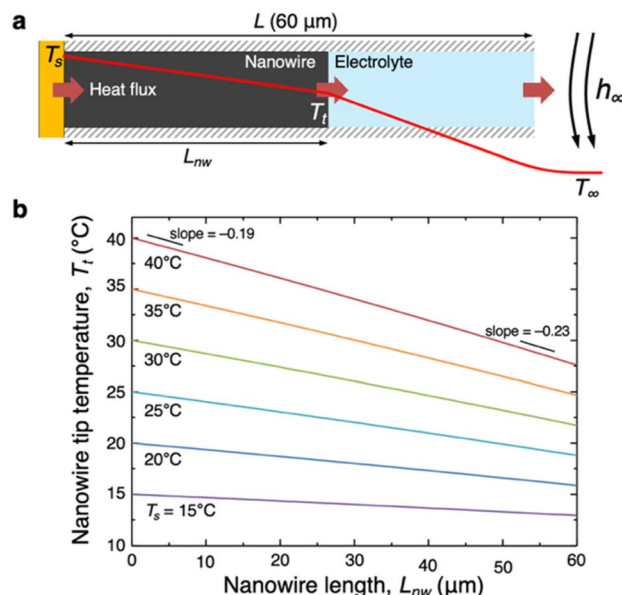 a
L (60 µm)
Tₛ
Nanowire
Electrolyte
Heat flux
Tₜ
h∞
Lₙw
T∞
b
Nanowire tip temperature, Tₜ (°C)
40
35
30
25
20
15
10
slope = −0.19
40°C
35°C
slope = −0.23
30°C
25°C
20°C
Tₛ = 15°C
0
10
20
30
40
50
60
Nanowire length, Lₙw (µm)